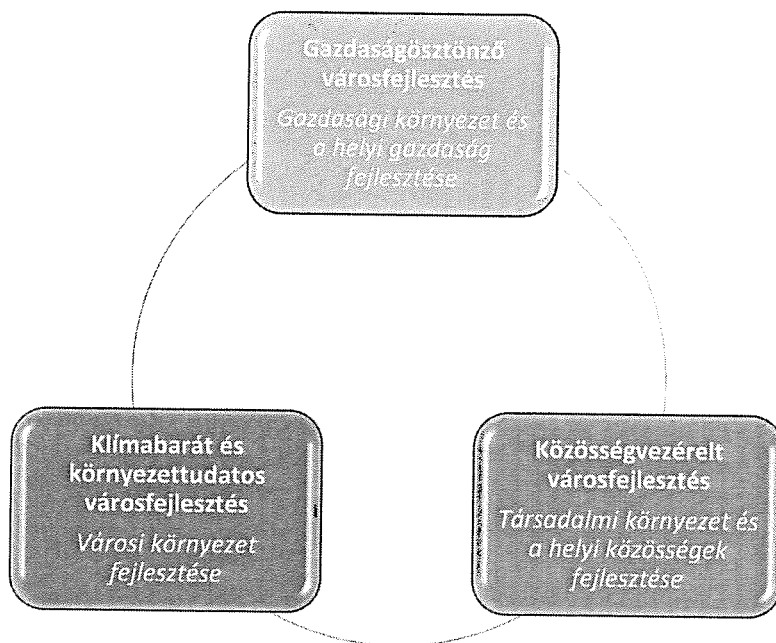 Gazdaságösztönző
városfejlesztés
Gazdasági környezet és
a helyi gazdaság
fejlesztése
Klímabarát és
környezettudatos
városfejlesztés
Városi környezet
fejlesztése
Közösségvezérelt
városfejlesztés
Társadalmi környezet és
a helyi közösségek
fejlesztése